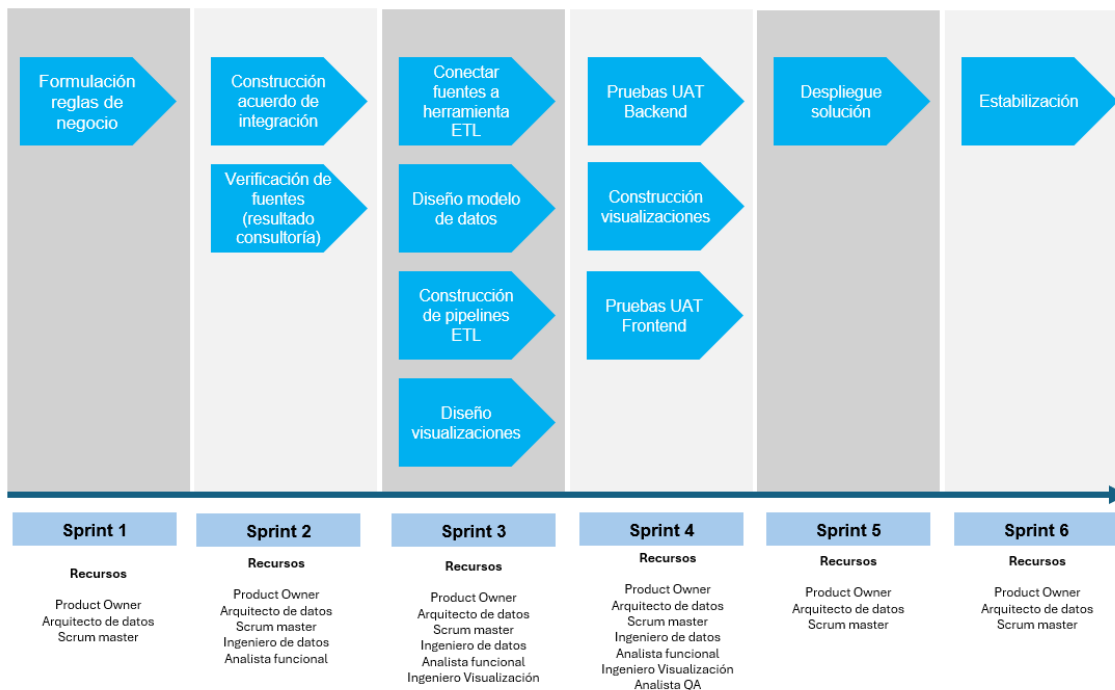 Formulación
reglas de
negocio
Construcción
acuerdo de
integración
Verificación de
fuentes
(resultado
consultoría)
Conectar
fuentes a
herramienta
ETL
Diseño modelo
de datos
Construcción
de pipelines
ETL
Diseño
visualizaciones
Pruebas UAT
Backend
Construcción
visualizaciones
Pruebas UAT
Frontend
Despliegue
solución
Estabilización
Sprint 1
Recursos
Product Owner
Arquitecto de datos
Scrum master
Sprint 2
Recursos
Product Owner
Arquitecto de datos
Scrum master
Ingeniero de datos
Analista funcional
Sprint 3
Recursos
Product Owner
Arquitecto de datos
Scrum master
Ingeniero de datos
Analista funcional
Ingeniero Visualización
Sprint 4
Recursos
Product Owner
Arquitecto de datos
Scrum master
Ingeniero de datos
Analista funcional
Ingeniero Visualización
Analista QA
Sprint 5
Recursos
Product Owner
Arquitecto de datos
Scrum master
Sprint 6
Recursos
Product Owner
Arquitecto de datos
Scrum master